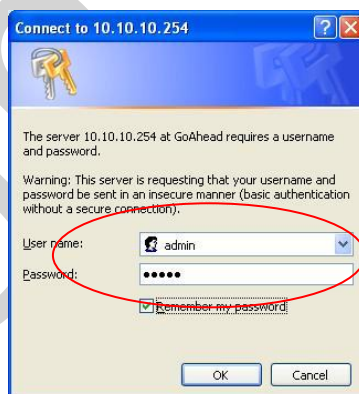 Connect to 10.10.10.254
The server 10.10.10.254 at GoAhead requires a username
and password.
Warning: This server is requesting that your username and
password be sent in an insecure manner (basic authentication
without a secure connection).
User name:
admin
Password:
•••••
Remember my password
OK
Cancel